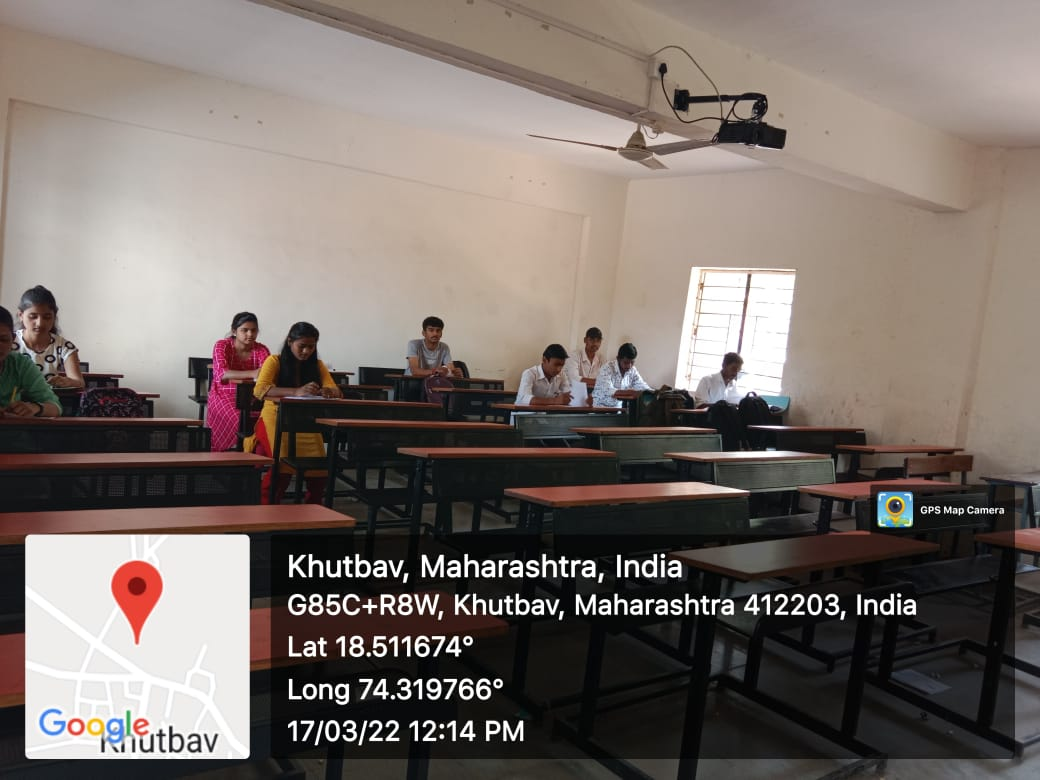 GPS Map Camera
Khutbav, Maharashtra, India
G85C+R8W, Khutbav, Maharashtra 412203, India
Lat 18.511674°
Long 74.319766°
17/03/22 12:14 PM
Google
Khutbav